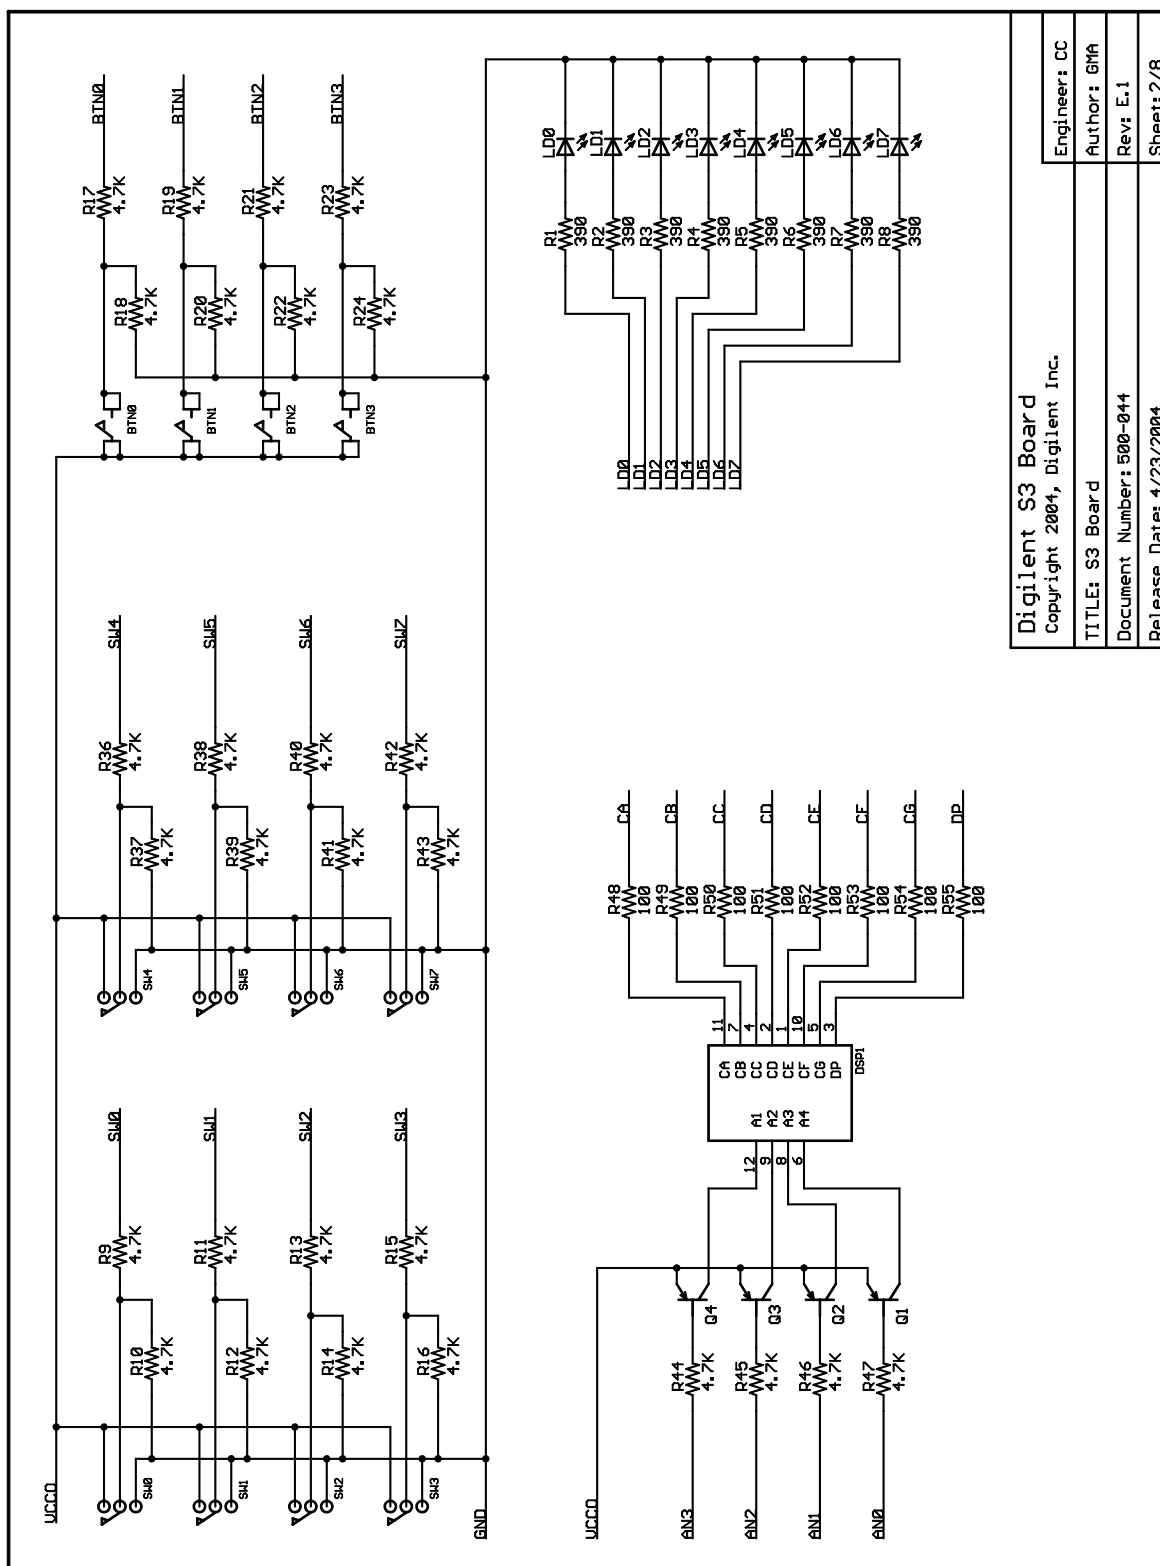 VCCO
SW0
SW1
SW2
SW3
R9
4.7K
R10
4.7K
R11
4.7K
R12
4.7K
R13
4.7K
R14
4.7K
R15
4.7K
R16
4.7K
SW0
SW1
SW2
SW3
SW4
SW5
SW6
SW7
R36
4.7K
R37
4.7K
R38
4.7K
R39
4.7K
R40
4.7K
R41
4.7K
R42
4.7K
R43
4.7K
SW4
SW5
SW6
SW7
BTN0
BTN1
BTN2
BTN3
R17
4.7K
R18
4.7K
R19
4.7K
R20
4.7K
R21
4.7K
R22
4.7K
R23
4.7K
R24
4.7K
BTN0
BTN1
BTN2
BTN3
GND
VCCO
AN3
AN2
AN1
AN0
R44
4.7K
R45
4.7K
R46
4.7K
R47
4.7K
Q4
Q3
Q2
Q1
12
9
8
6
A1
A2
A3
A4
CA
CB
CC
CD
CE
CF
CG
DP
DSP1
11
7
4
2
1
10
5
3
R48
100
R49
100
R50
100
R51
100
R52
100
R53
100
R54
100
R55
100
CA
CB
CC
CD
CE
CF
CG
DP
LD0
LD1
LD2
LD3
LD4
LD5
LD6
LD7
R1
390
R2
390
R3
390
R4
390
R5
390
R6
390
R7
390
R8
390
LD0
LD1
LD2
LD3
LD4
LD5
LD6
LD7
Digilent S3 Board
Copyright 2004, Digilent Inc.
Engineer: CC
TITLE: S3 Board
Author: GMA
Document Number: 500-044
Rev: E.1
Release Date: 4/23/2004
Sheet: 2/8